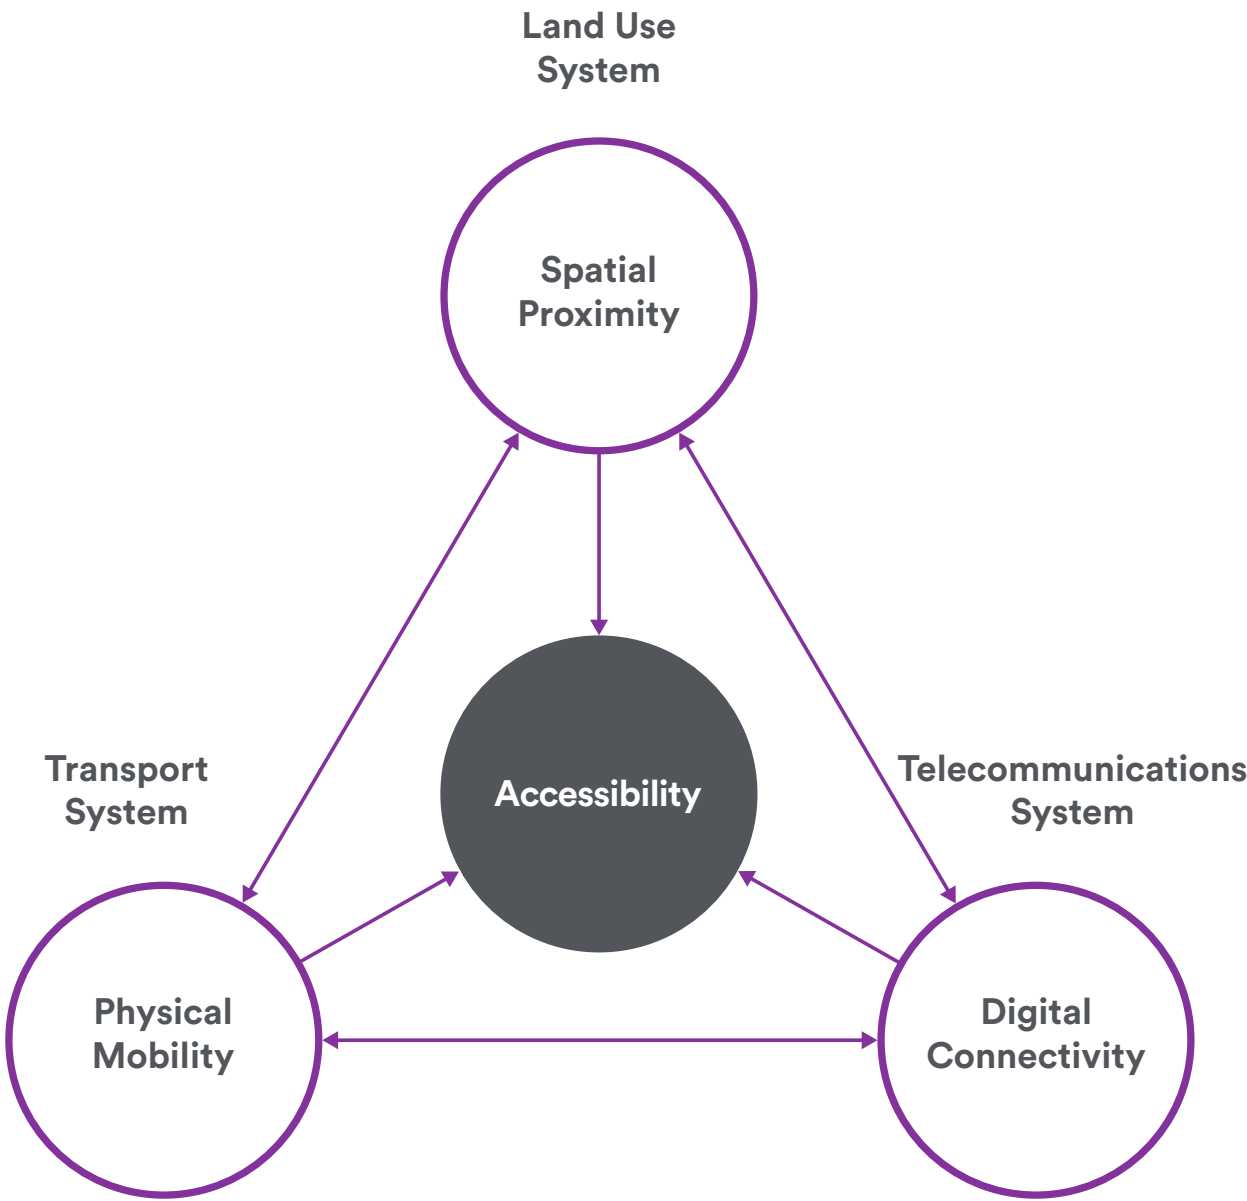 Land Use
System
Spatial
Proximity
Transport
System
Accessibility
Telecommunications
System
Physical
Mobility
Digital
Connectivity